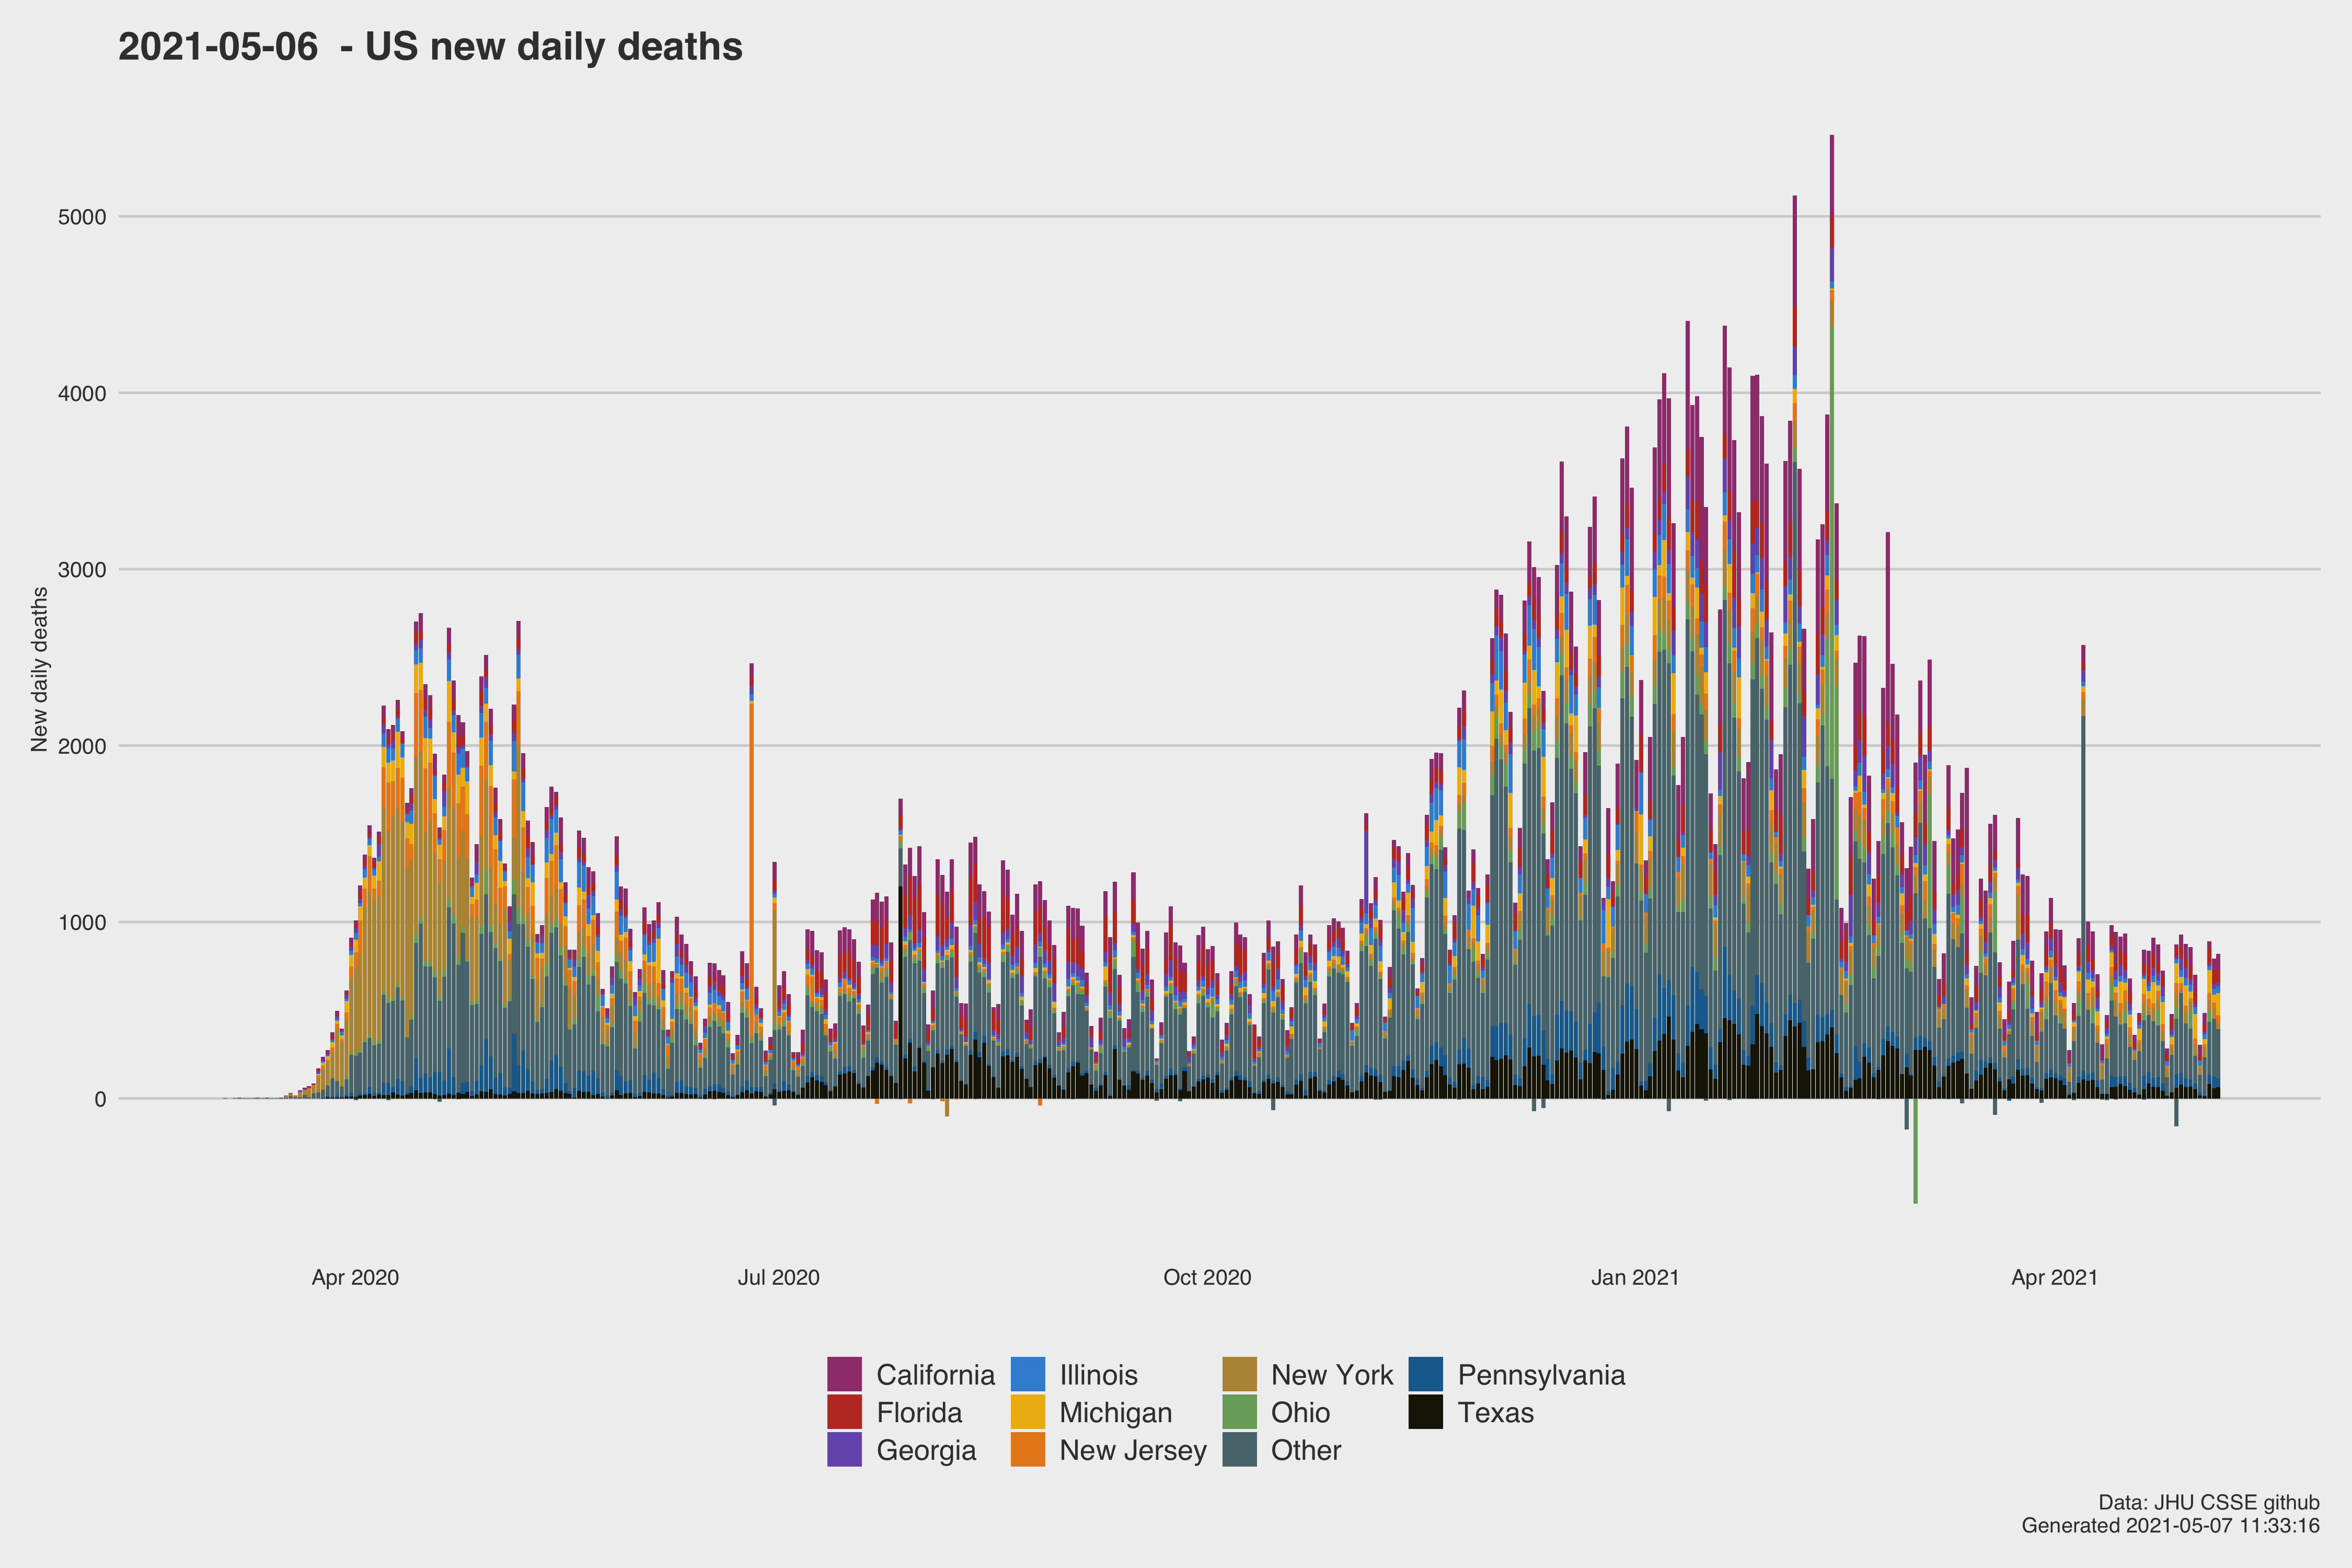 2021-05-06  - US new daily deaths
New daily deaths
5000
4000
3000
2000
1000
0
Apr 2020
Jul 2020
Oct 2020
Jan 2021
Apr 2021
California
Illinois
New York
Pennsylvania
Florida
Michigan
Ohio
Texas
Georgia
New Jersey
Other
Data: JHU CSSE github
Generated 2021-05-07 11:33:16